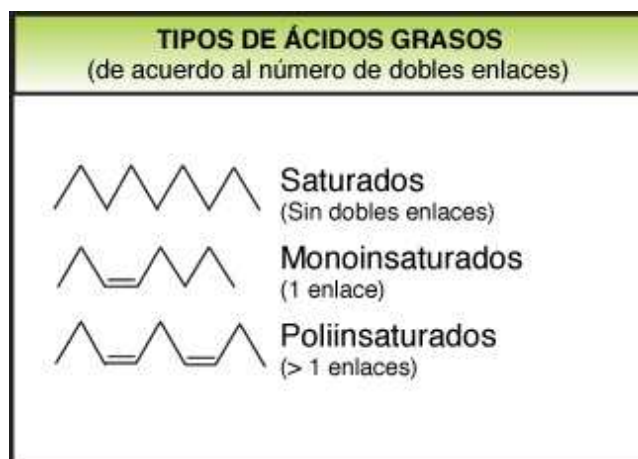 TIPOS DE ÁCIDOS GRASOS
(de acuerdo al número de dobles enlaces)
Saturados
(Sin dobles enlaces)
Monoinsaturados
(1 enlace)
Poliinsaturados
(> 1 enlaces)